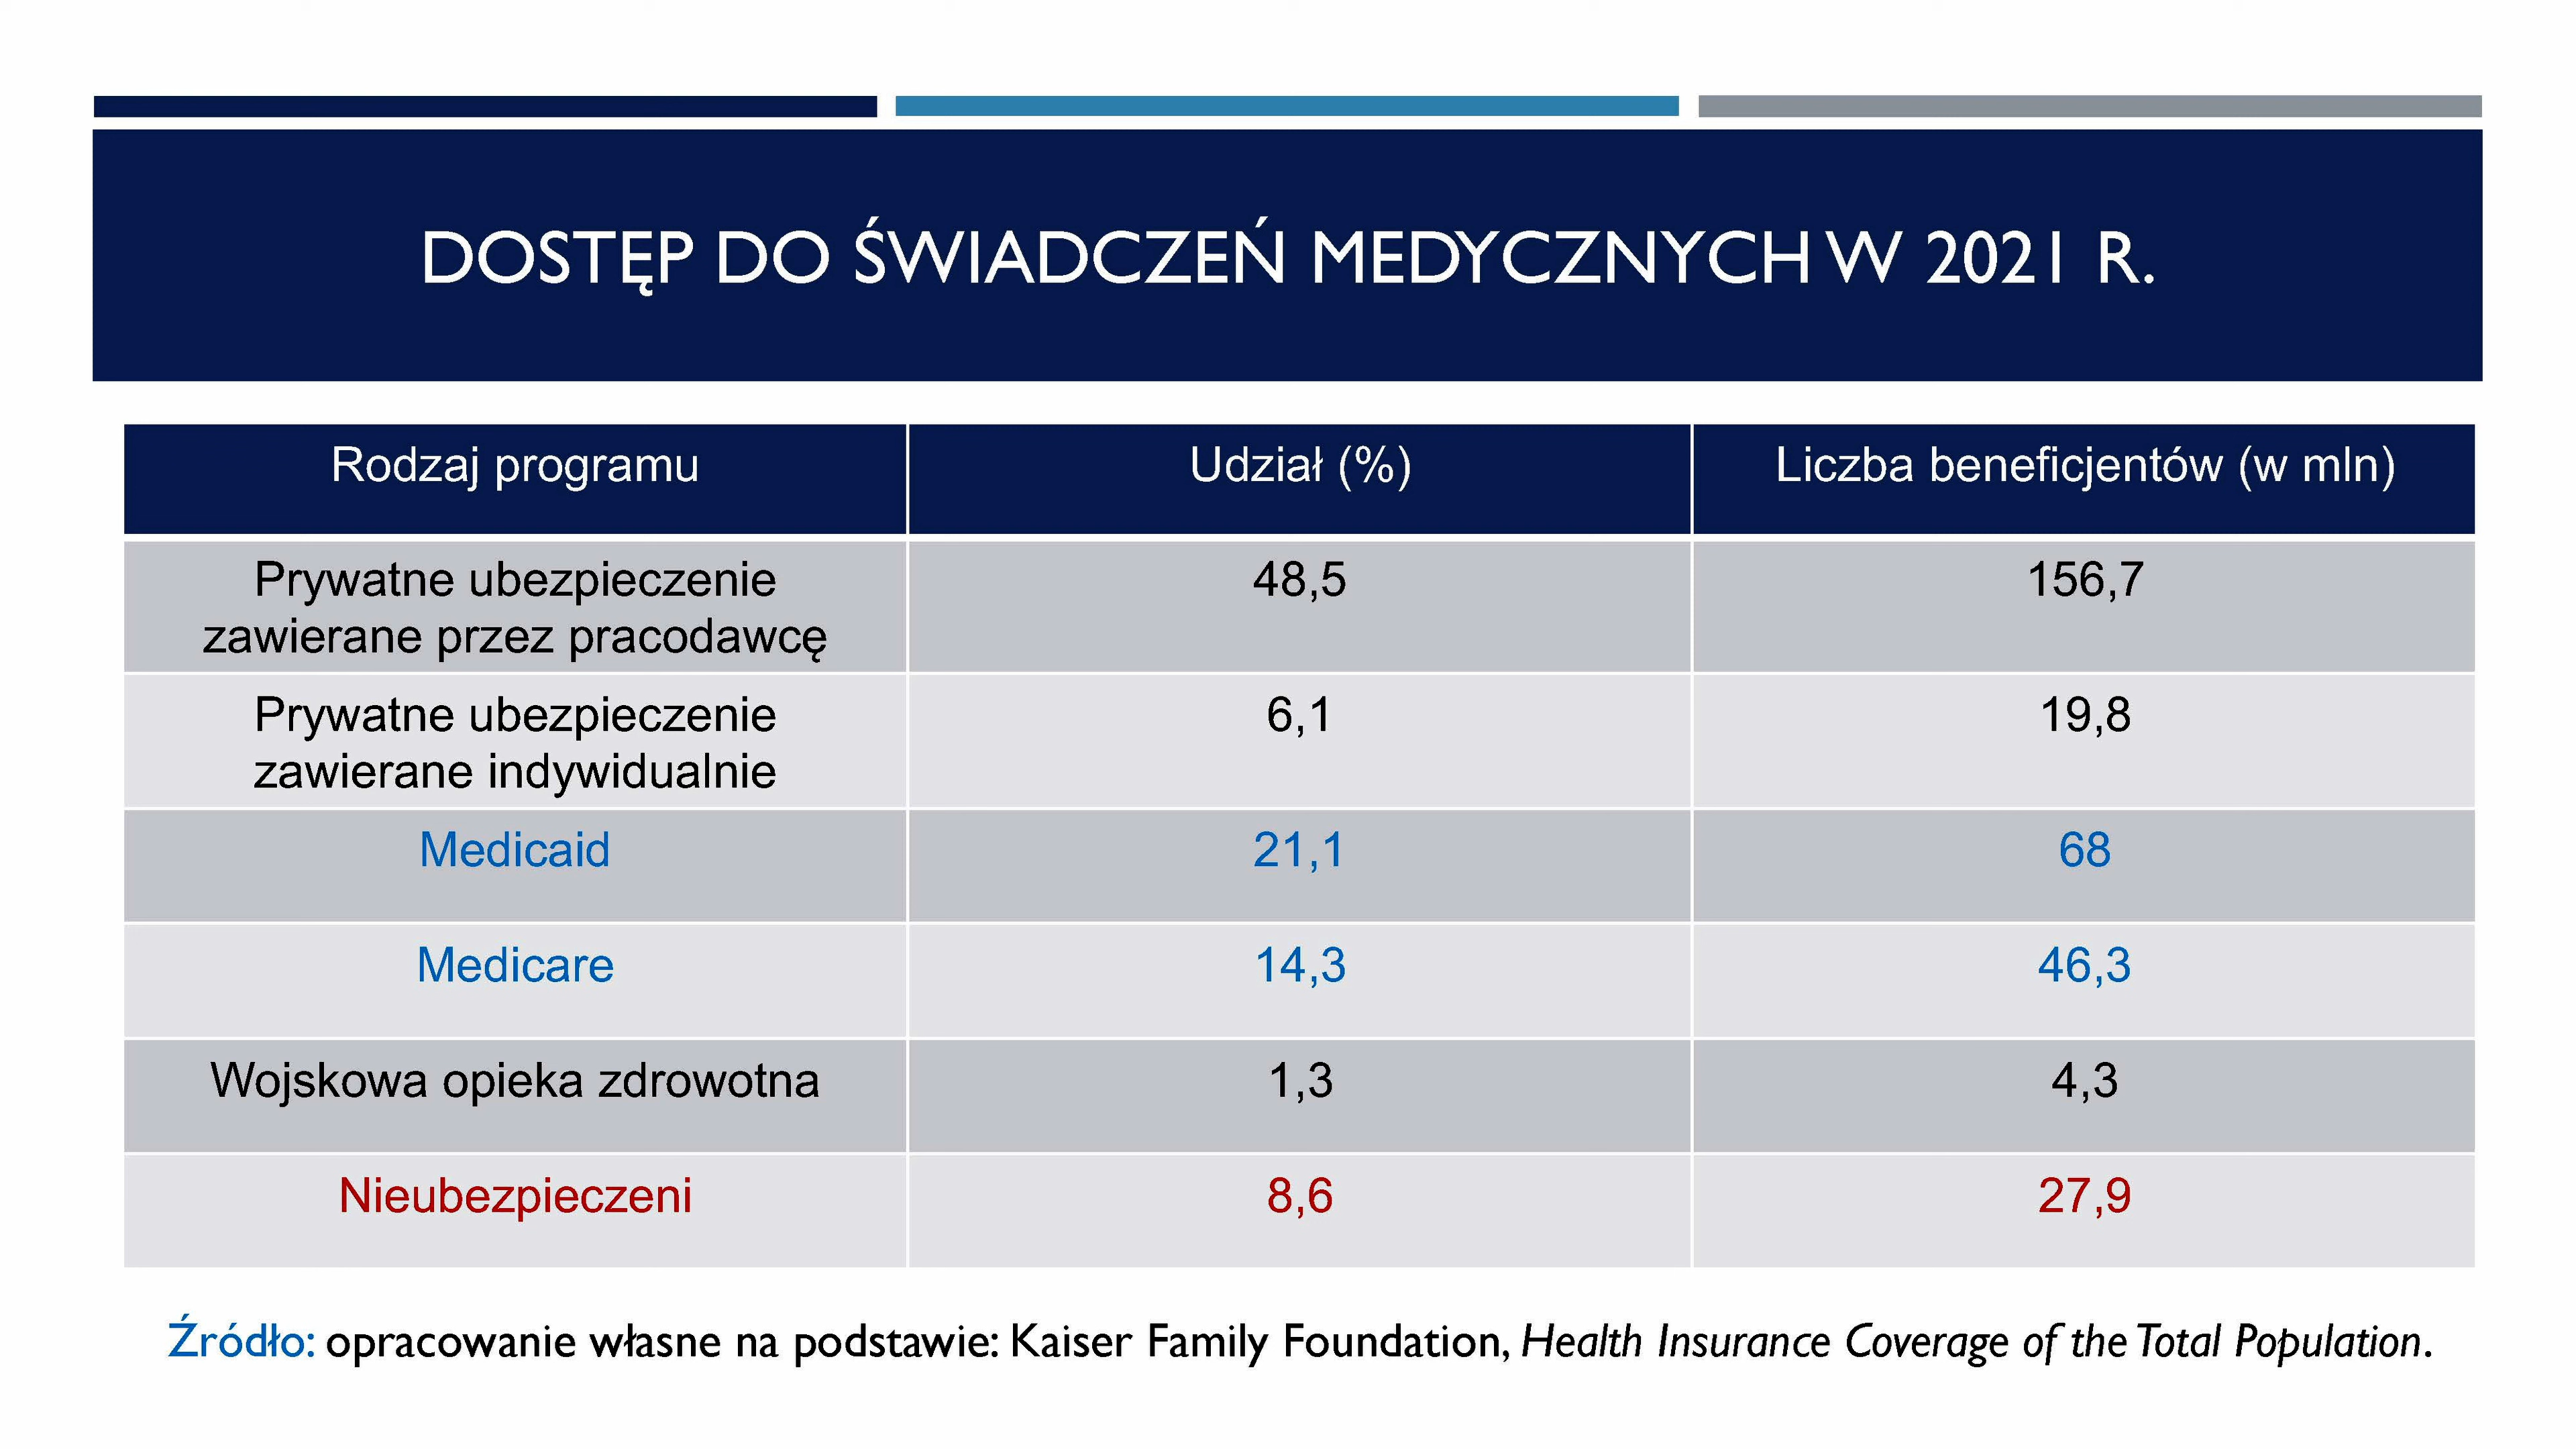 DOSTĘP DO ŚWIADCZEŃ MEDYCZNYCH W 2021 R.
Rodzaj programu Udział (%) Liczba beneficjentów (w mln)
Prywatne ubezpieczenie 48,5 156,7
zawierane przez pracodawcę
Prywatne ubezpieczenie 6,1 19,8
zawierane indywidualnie
Medicaid 21,1 68
Medicare 14,3 46,3
Wojskowa opieka zdrowotna 1,3 4,3
Nieubezpieczeni 8,6 27,9
Źródło: opracowanie własne na podstawie: Kaiser Family Foundation, Health Insurance Coverage of the Total Population.